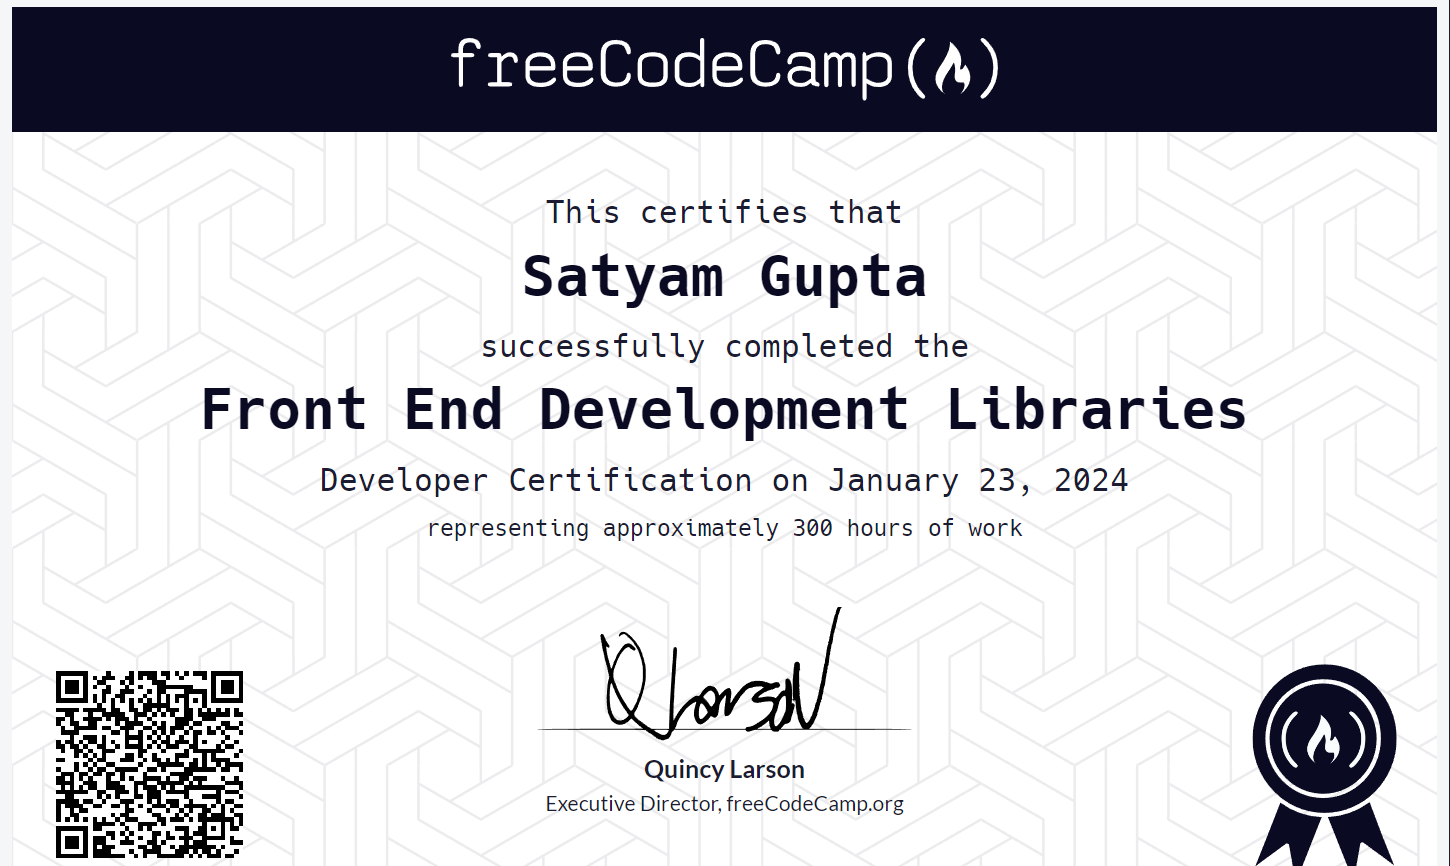 freeCodeCamp(🔥)
This certifies that
Satyam Gupta
successfully completed the
Front End Development Libraries
Developer Certification on January 23, 2024
representing approximately 300 hours of work
Quincy Larson
Executive Director, freeCodeCamp.org